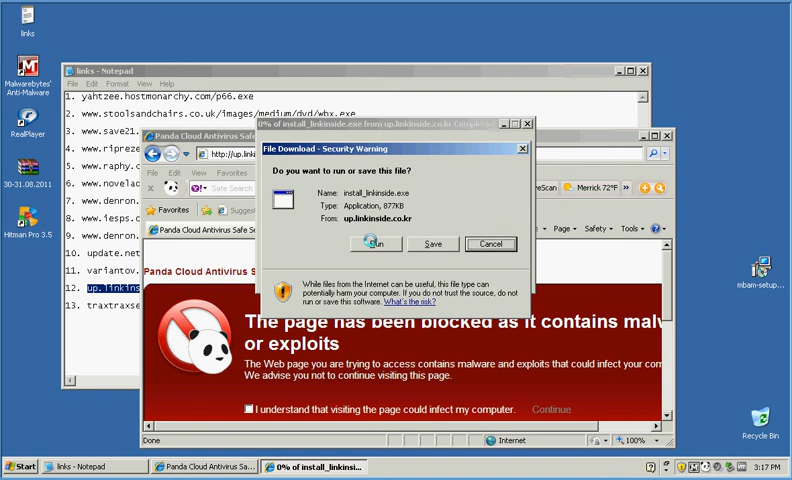 links
Malwarebytes'
Anti-Malware
RealPlayer
30-31.08.2011
Hitman Pro 3.5
links - Notepad
File Edit Format View Help
1. yahtzee.hostmonarchy.com/p66.exe
2. www.stoolsandchairs.co.uk/images/medium/dvd/wbx.exe
3. www.save21.
4. www.ripreze
5. www.raphy.c
6. www.novelad
7. www.denron.
8. www.iesps.c
9. www.denron.
10. update.net
11. variantov.
12. up.linkins
13. traxtraxse
Panda Cloud Antivirus Safe
http://up.linki
File Edit View Favorites
Safe Search
eScan Merrick 72°F
Favorites Suggest
Panda Cloud Antivirus Safe S
Page Safety Tools
Panda Cloud Antivirus Safe
The page has been blocked as it contains malw
or exploits
The Web page you are trying to access contains malware and exploits that could infect your com
We advise you not to continue visiting this page.
I understand that visiting the page could infect my computer. Continue
Done Internet 100%
0% of install_linkinside.exe from up.linkinside.co.kr Completed
File Download - Security Warning
Do you want to run or save this file?
Name: install_linkinside.exe
Type: Application, 877KB
From: up.linkinside.co.kr
Run Save Cancel
While files from the Internet can be useful, this file type can
potentially harm your computer. If you do not trust the source, do not
run or save this software. What's the risk?
mbam-setup...
Recycle Bin
Start links - Notepad Panda Cloud Antivirus Sa... 0% of install_linkinsi... 3:17 PM